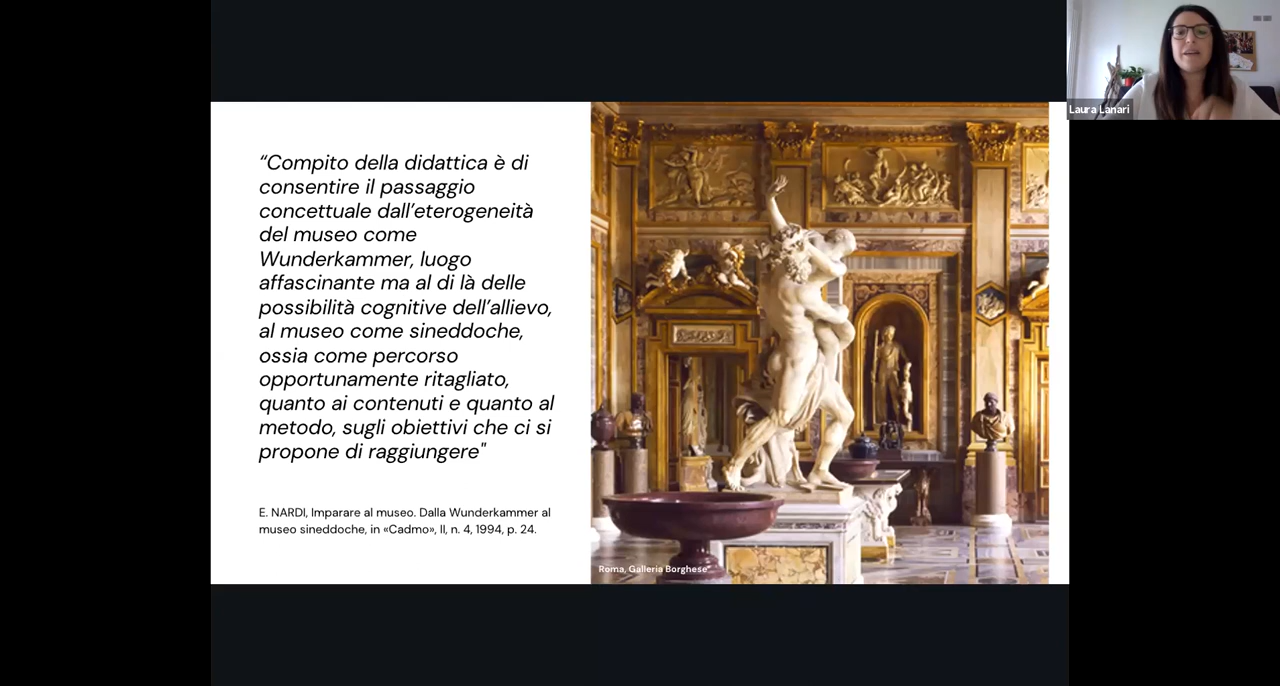 “Compito della didattica è di
consentire il passaggio
concettuale dall’eterogeneità
del museo come
Wunderkammer, luogo
affascinante ma al di là delle
possibilità cognitive dell’allievo,
al museo come sineddoche,
ossia come percorso
opportunamente ritagliato,
quanto ai contenuti e quanto al
metodo, sugli obiettivi che ci si
propone di raggiungere"
E. NARDI, Imparare al museo. Dalla Wunderkammer al
museo sineddoche, in «Cadmo», II, n. 4, 1994, p. 24.
Roma, Galleria Borghese
Laura Lanari